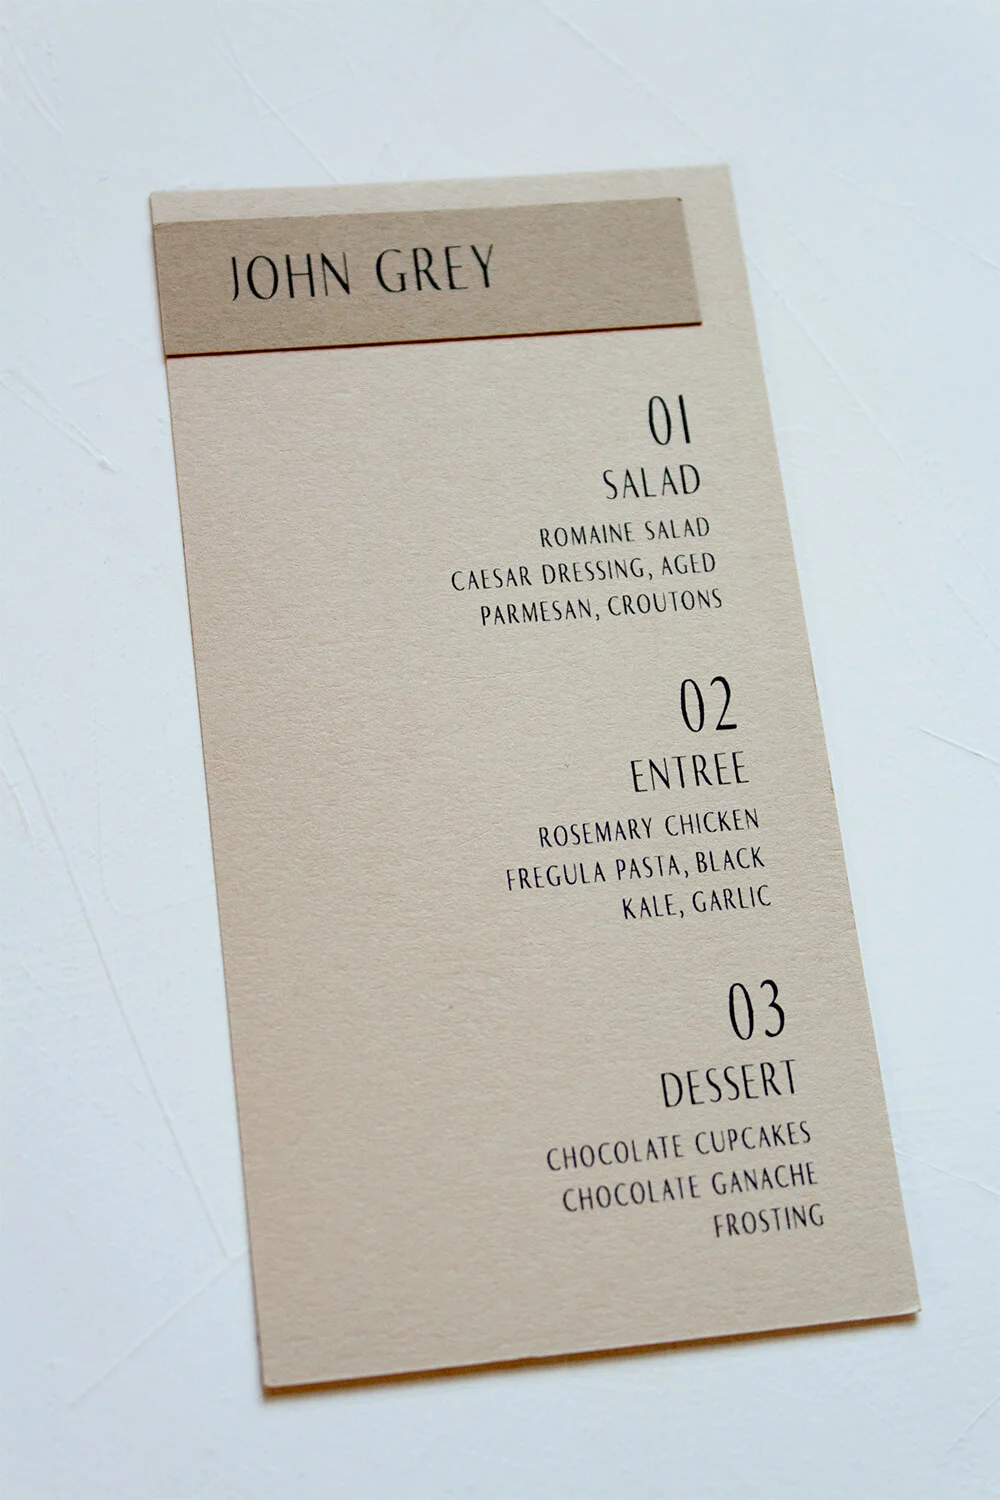 JOHN GREY
01
SALAD
ROMAINE SALAD
CAESAR DRESSING, AGED
PARMESAN, CROUTONS
02
ENTREE
ROSEMARY CHICKEN
FREGULA PASTA, BLACK
KALE, GARLIC
03
DESSERT
CHOCOLATE CUPCAKES
CHOCOLATE GANACHE
FROSTING